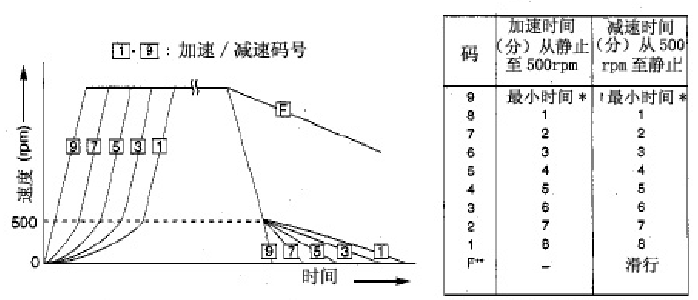 1 - 9 : 加速 / 减速码号
速度 (rpm)
9 7 5 3 1
F
500
0
9 7 5 3 1
时间
码 加速时间（分）从静止至500rpm 减速时间（分）从500rpm至静止
9 最小时间* 最小时间*
8 1 1
7 2 2
6 3 3
5 4 4
4 5 5
3 6 6
2 7 7
1 8 8
F** – 滑行